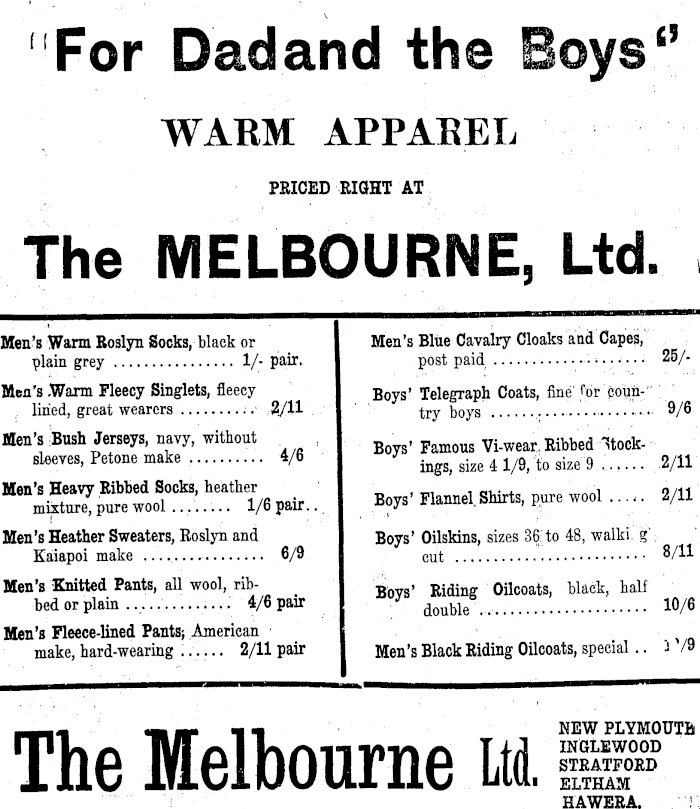 "For Dad and the Boys"
WARM APPAREL
PRICED RIGHT AT
The MELBOURNE, Ltd.
Men's Warm Roslyn Socks, black or
plain grey ................ 1/- pair.
Men's Warm Fleecy Singlets, fleecy
lined, great wearers .......... 2/11
Men's Bush Jerseys, navy, without
sleeves, Petone make .......... 4/6
Men's Heavy Ribbed Socks, heather
mixture, pure wool ........ 1/6 pair..
Men's Heather Sweaters, Roslyn and
Kaiapoi make ................ 6/9
Men's Knitted Pants, all wool, rib-
bed or plain .............. 4/6 pair
Men's Fleece-lined Pants, American
make, hard-wearing ...... 2/11 pair
Men's Blue Cavalry Cloaks and Capes,
post paid .................... 25/-
Boys' Telegraph Coats, fine for coun-
try boys ..................... 9/6
Boys' Famous Vi-wear Ribbed Stock-
ings, size 4 1/9, to size 9 ...... 2/11
Boys' Flannel Shirts, pure wool ..... 2/11
Boys' Oilskins, sizes 36 to 48, walking
cut ......................... 8/11
Boys' Riding Oilcoats, black, half
double ...................... 10/6
Men's Black Riding Oilcoats, special ..
The Melbourne Ltd.
NEW PLYMOUTH
INGLEWOOD
STRATFORD
ELTHAM
HAWERA.